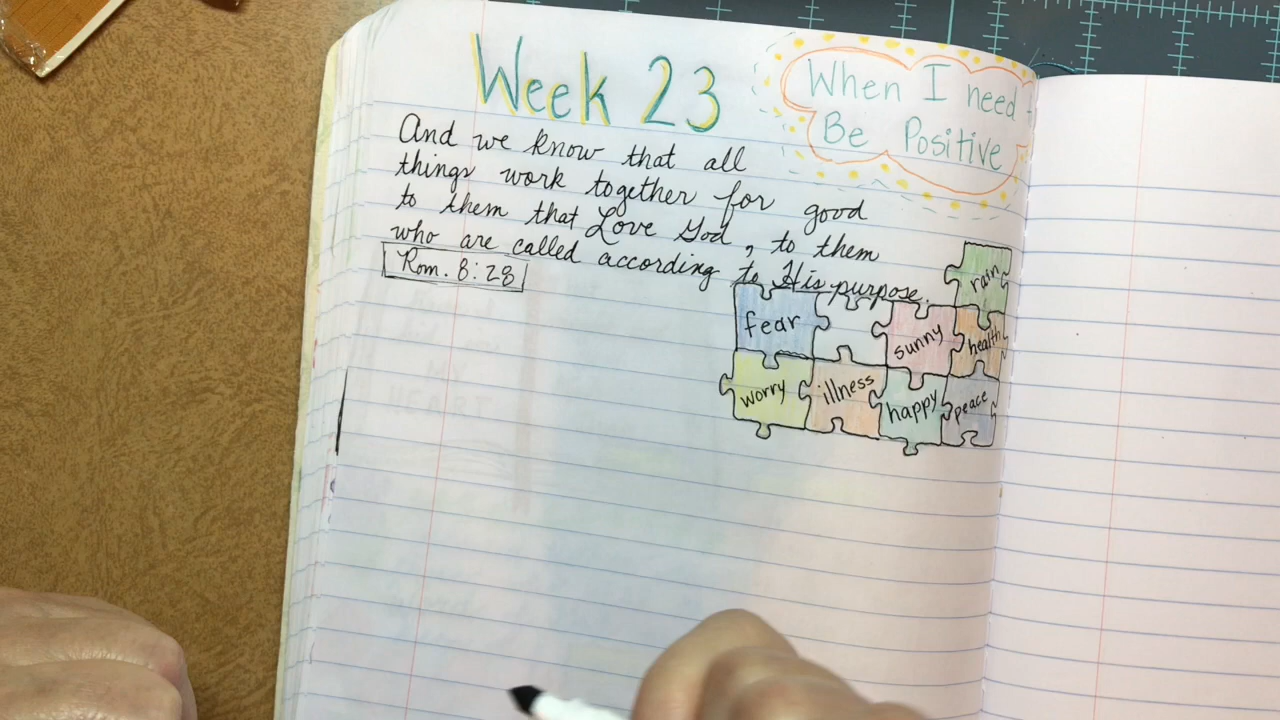 Week 23
When I need
Be Positive
And we know that all
things work together for good
to them that Love God, to them
who are called according to His purpose.
Rom. 8:28
rain
fear
sunny
health
worry
illness
happy
peace